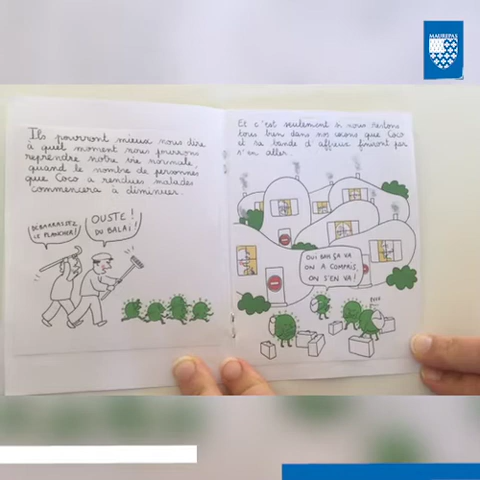 MAUREPAS
Ils pourront mieux nous dire
à quel moment nous pourrons
reprendre notre vie normale,
quand le nombre de personnes
que Coco a rendues malades
commencera à diminuer.
DÉBARRASSEZ
LE PLANCHER!
OUSTE!
DU BALAI!
Et c'est seulement si nous restons
tous bien dans nos cocons que Coco
et sa bande d'affreux finiront par
s'en aller.
OUI BAH ÇA VA
ON A COMPRIS,
ON S'EN VA!